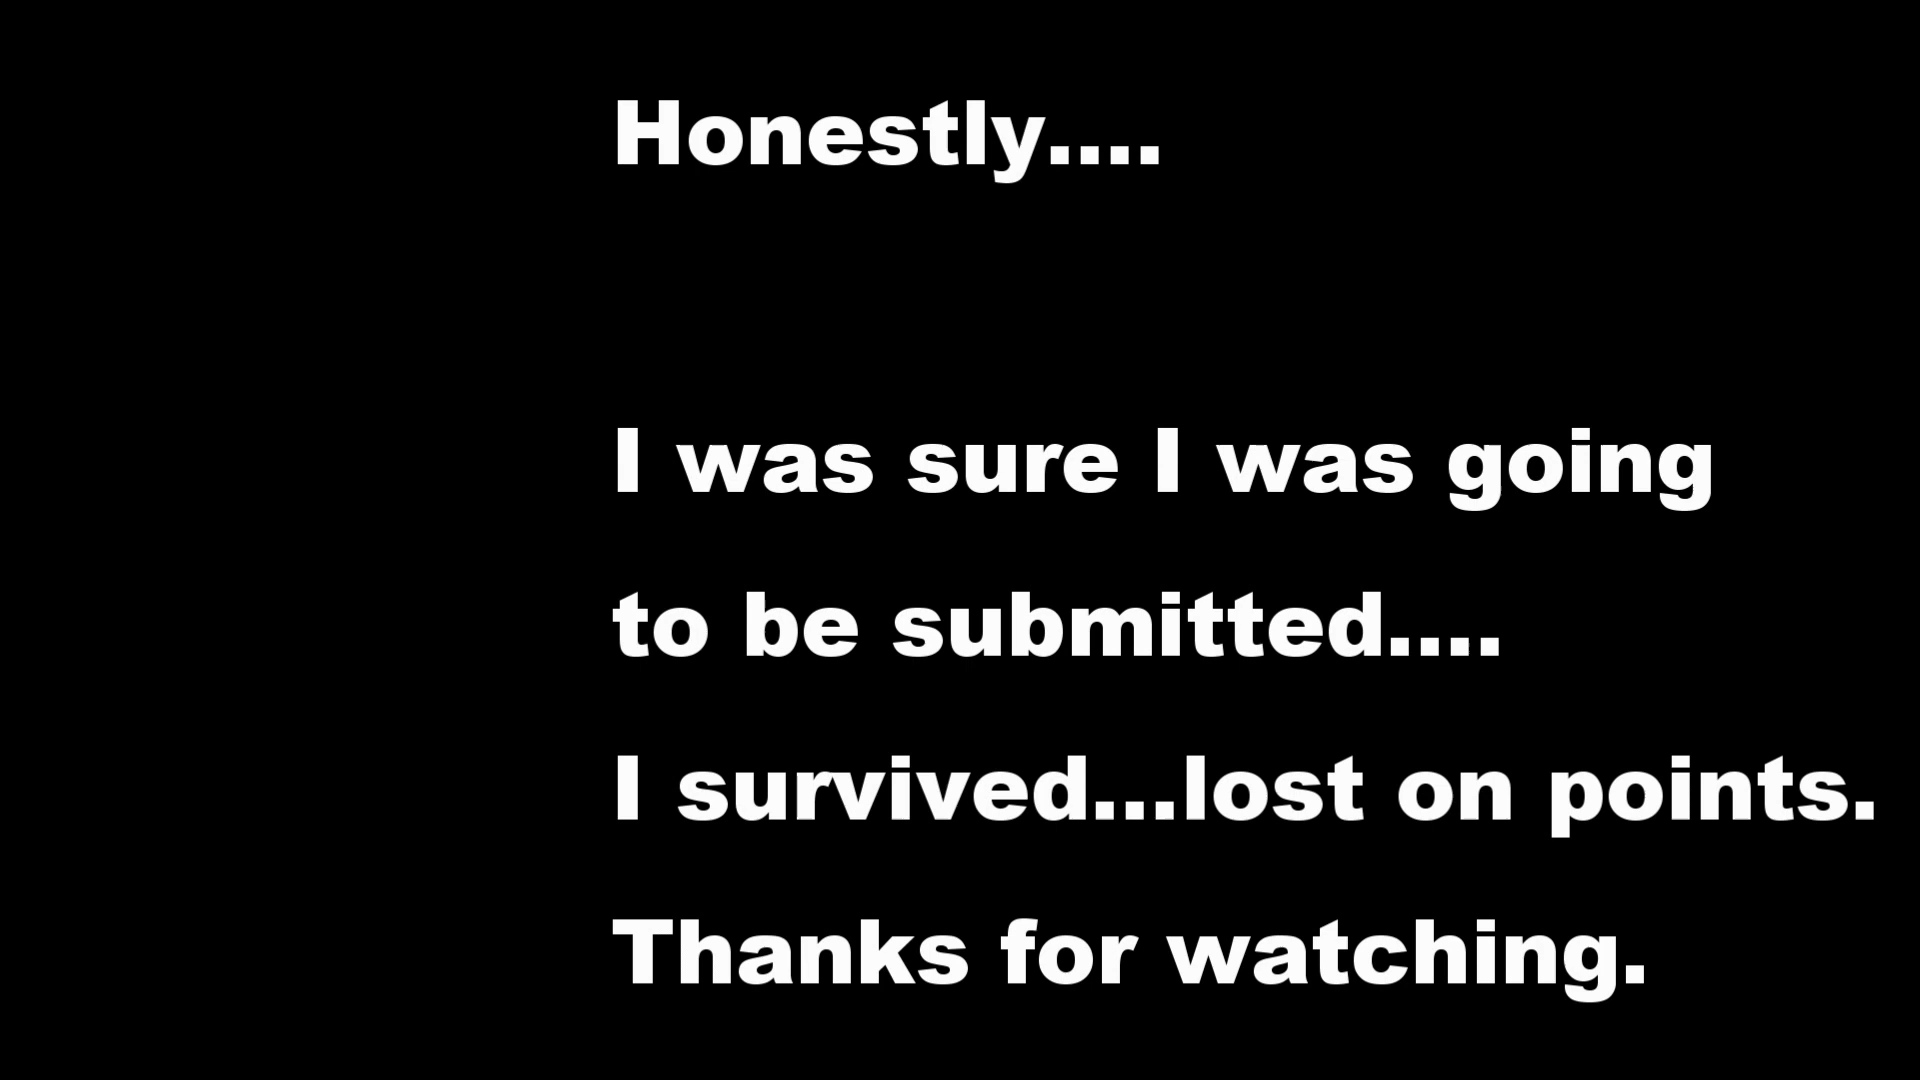 Honestly....
I was sure I was going
to be submitted....
I survived...lost on points.
Thanks for watching.